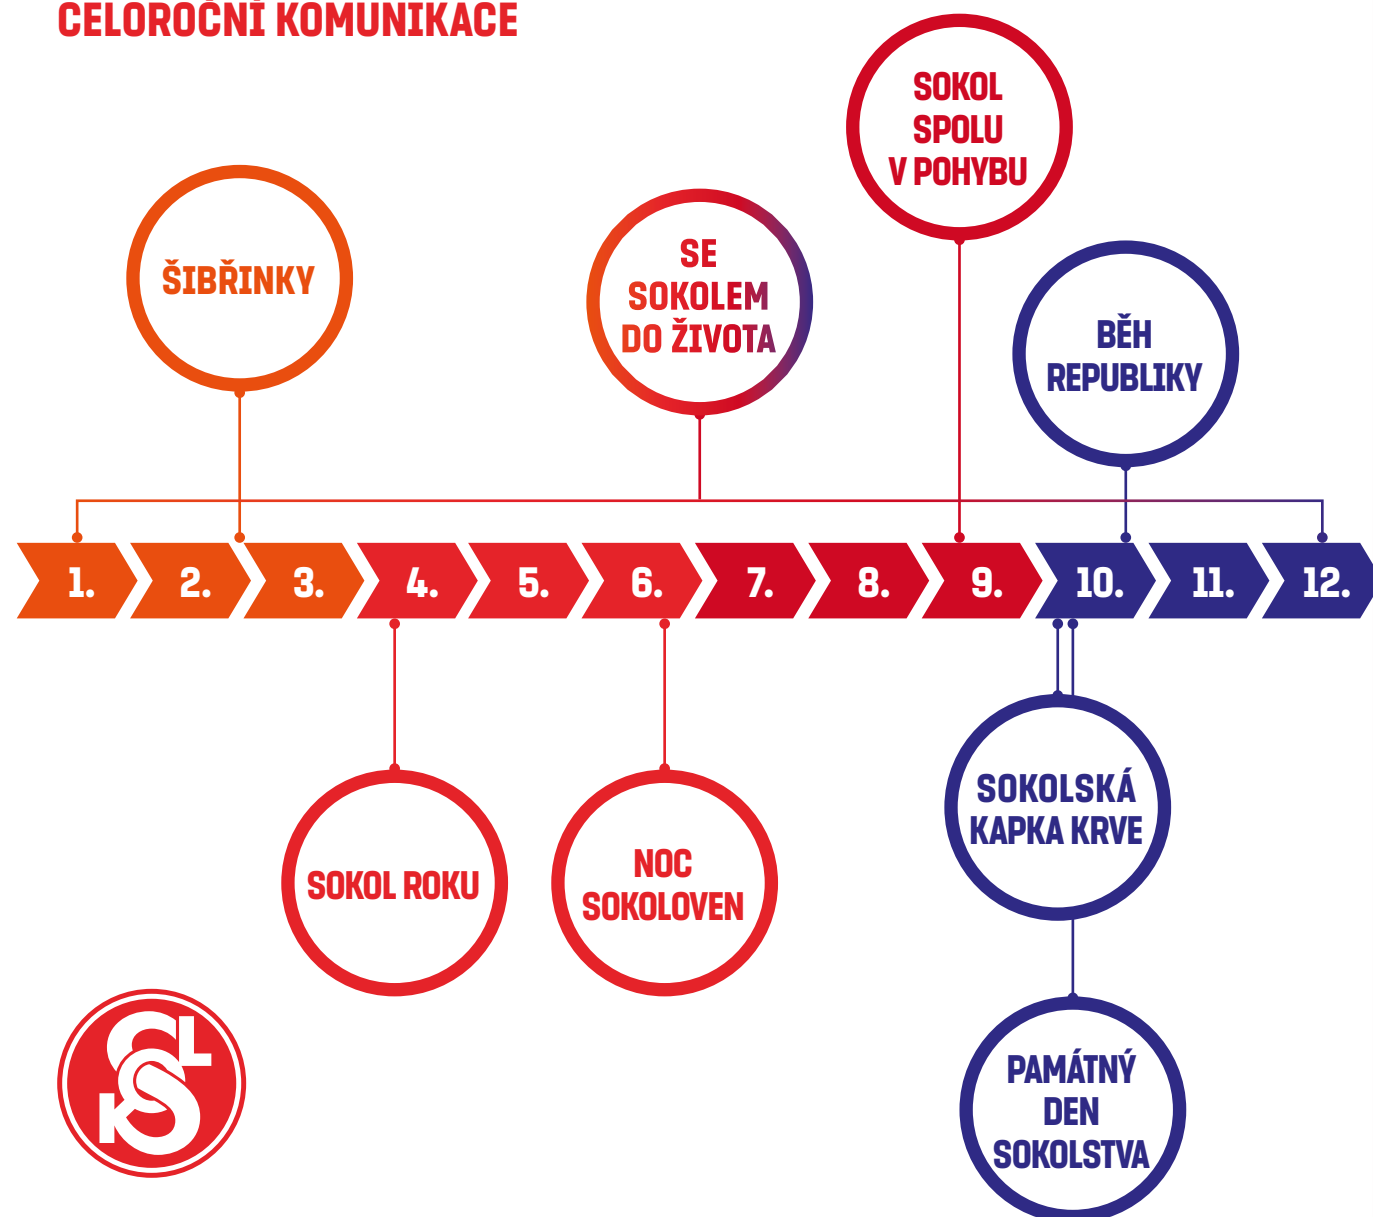 CELOROČNÍ KOMUNIKACE
SOKOL
SPOLU
V POHYBU
ŠIBŘINKY
SE
SOKOLEM
DO ŽIVOTA
BĚH
REPUBLIKY
1. 2. 3. 4. 5. 6. 7. 8. 9. 10. 11. 12.
SOKOL ROKU
NOC
SOKOLOVEN
SOKOLSKÁ
KAPKA KRVE
PAMÁTNÝ
DEN
SOKOLSTVA
SOKL